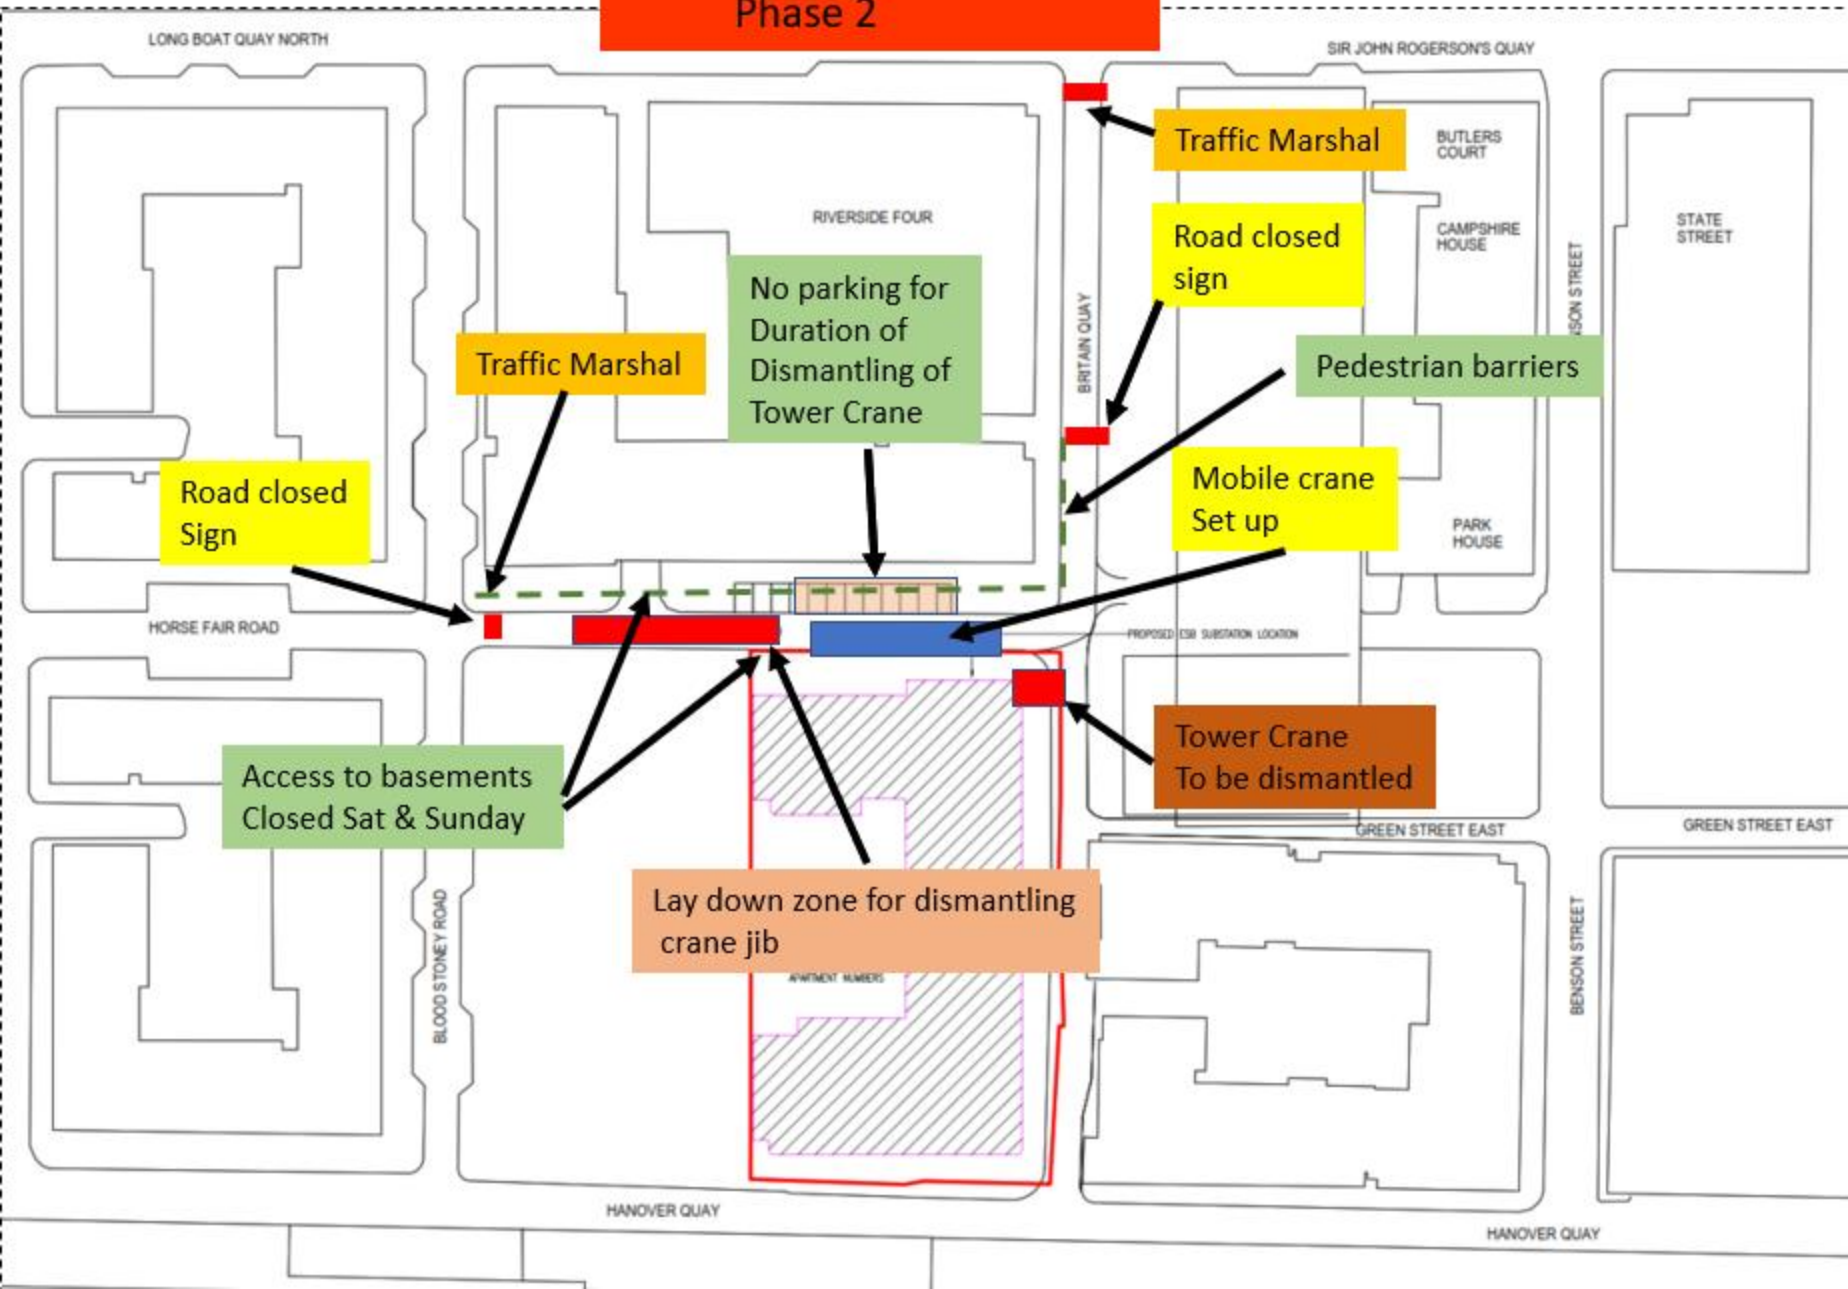 Phase 2
LONG BOAT QUAY NORTH
SIR JOHN ROGERSON'S QUAY
Traffic Marshal
BUTLERS
COURT
RIVERSIDE FOUR
Road closed
sign
CAMPSHIRE
HOUSE
STATE
STREET
No parking for
Duration of
Dismantling of
Tower Crane
BRITAIN QUAY
SON STREET
Traffic Marshal
Pedestrian barriers
Road closed
Sign
Mobile crane
Set up
PARK
HOUSE
HORSE FAIR ROAD
PROPOSED ESB SUBSTATION LOCATION
Tower Crane
To be dismantled
Access to basements
Closed Sat & Sunday
GREEN STREET EAST
GREEN STREET EAST
Lay down zone for dismantling
crane jib
BLOOD STONEY ROAD
BENSON STREET
APARTMENT NUMBERS
HANOVER QUAY
HANOVER QUAY